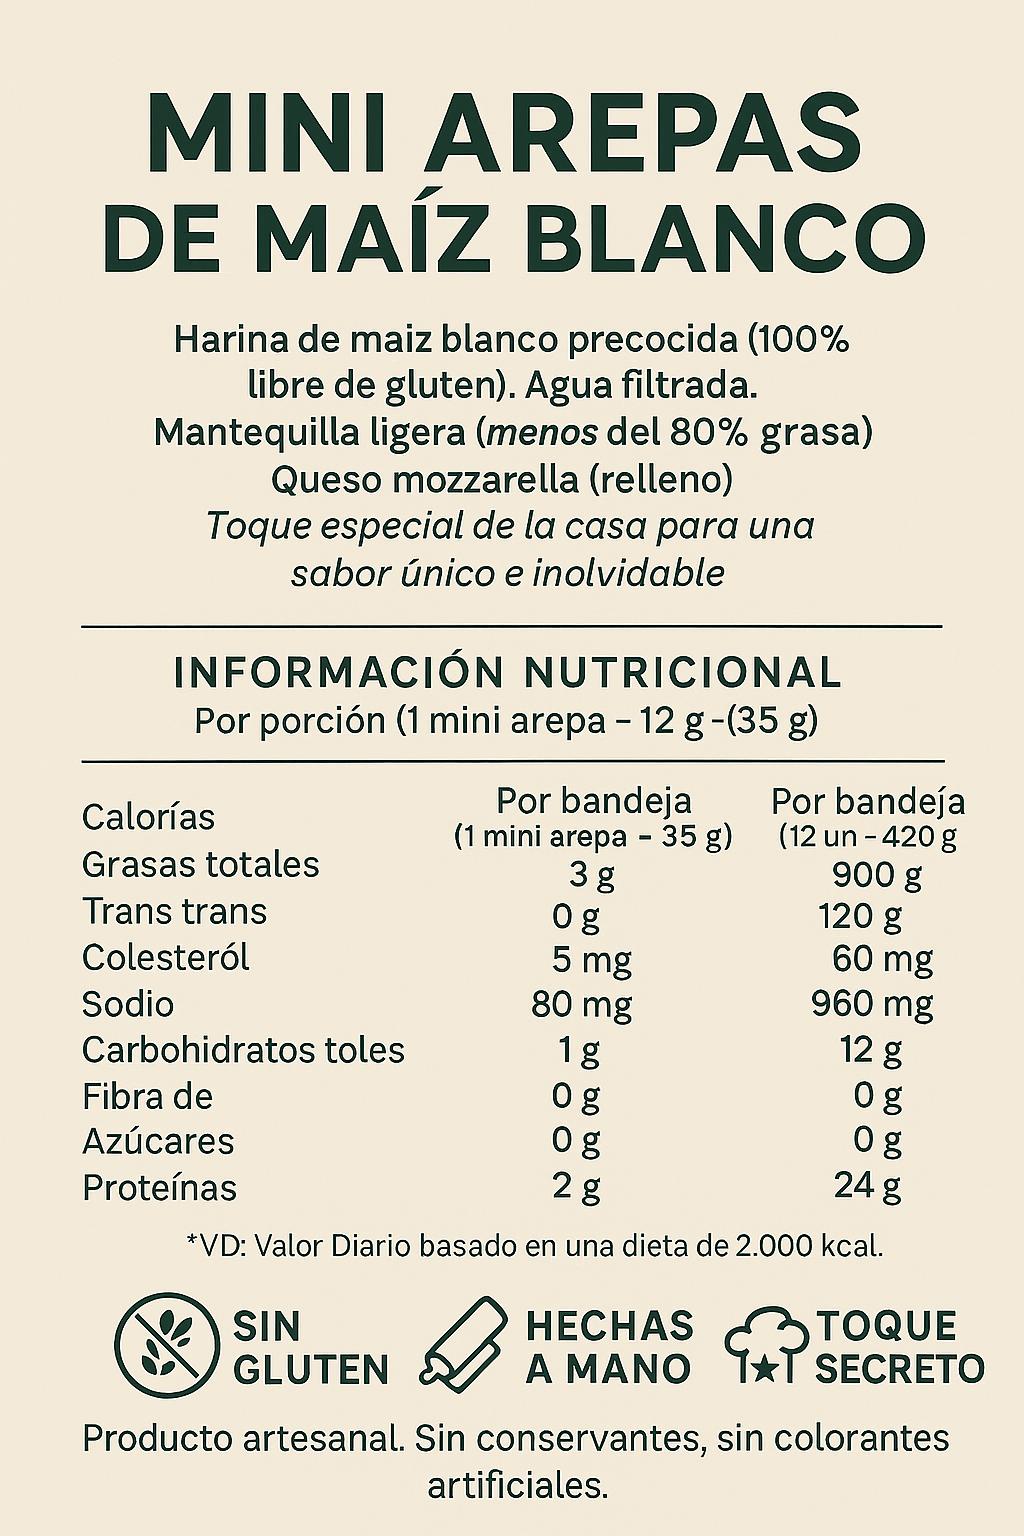 MINI AREPAS
DE MAÍZ BLANCO
Harina de maiz blanco precocida (100%
libre de gluten). Agua filtrada.
Mantequilla ligera (menos del 80% grasa)
Queso mozzarella (relleno)
Toque especial de la casa para una
sabor único e inolvidable
INFORMACIÓN NUTRICIONAL
Por porción (1 mini arepa – 12 g -(35 g)
Calorías Por bandeja Por bandeja
(1 mini arepa – 35 g) (12 un – 420 g
Grasas totales 3 g 900 g
Trans trans 0 g 120 g
Colesteról 5 mg 60 mg
Sodio 80 mg 960 mg
Carbohidratos toles 1 g 12 g
Fibra de 0 g 0 g
Azúcares 0 g 0 g
Proteínas 2 g 24 g
*VD: Valor Diario basado en una dieta de 2.000 kcal.
SIN GLUTEN
HECHAS A MANO
TOQUE SECRETO
Producto artesanal. Sin conservantes, sin colorantes
artificiales.